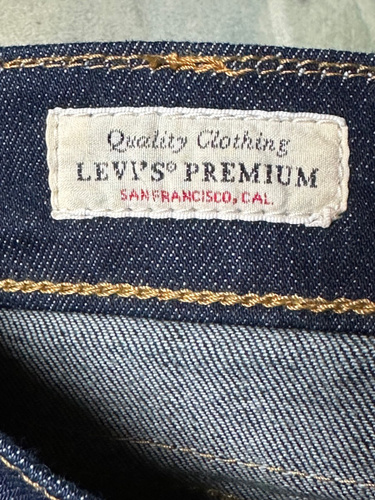 Quality Clothing
LEVI'S® PREMIUM
SAN FRANCISCO, CAL.